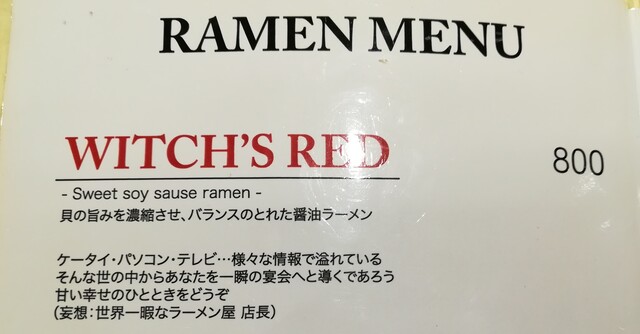 RAMEN MENU
WITCH'S RED 800
- Sweet soy sause ramen -
貝の旨みを濃縮させ、バランスのとれた醤油ラーメン
ケータイ・パソコン・テレビ…様々な情報で溢れている
そんな世の中からあなたを一瞬の宴会へと導くであろう
甘い幸せのひとときをどうぞ
(妄想:世界一暇なラーメン屋 店長)